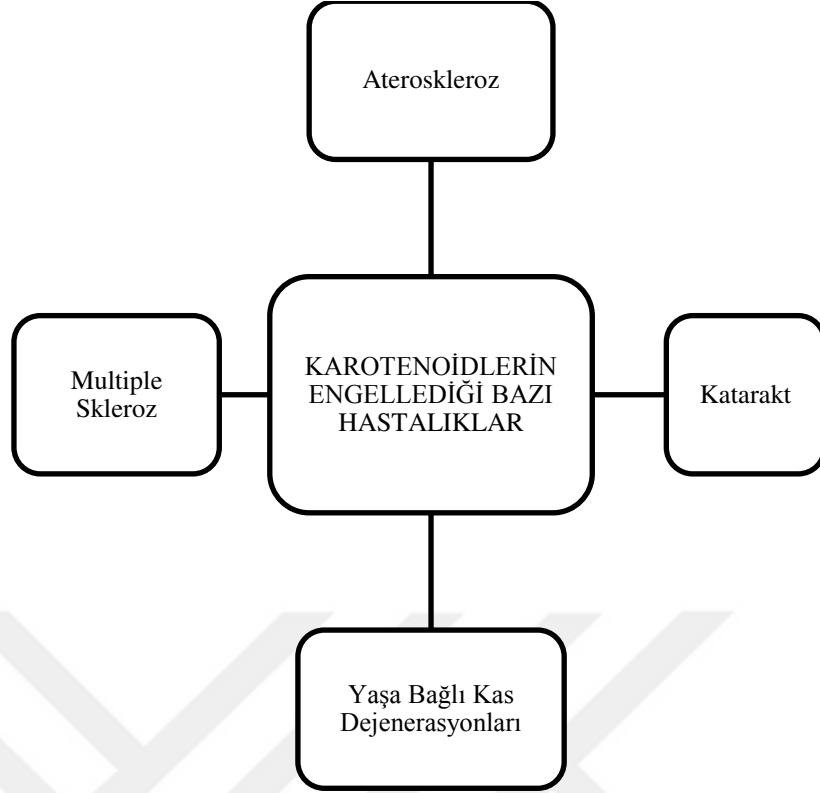 Ateroskleroz
Multiple
Skleroz
KAROTENOİDLERİN
ENGELLEDİĞİ BAZI
HASTALIKLAR
Katarakt
Yaşa Bağlı Kas
Dejenerasyonları